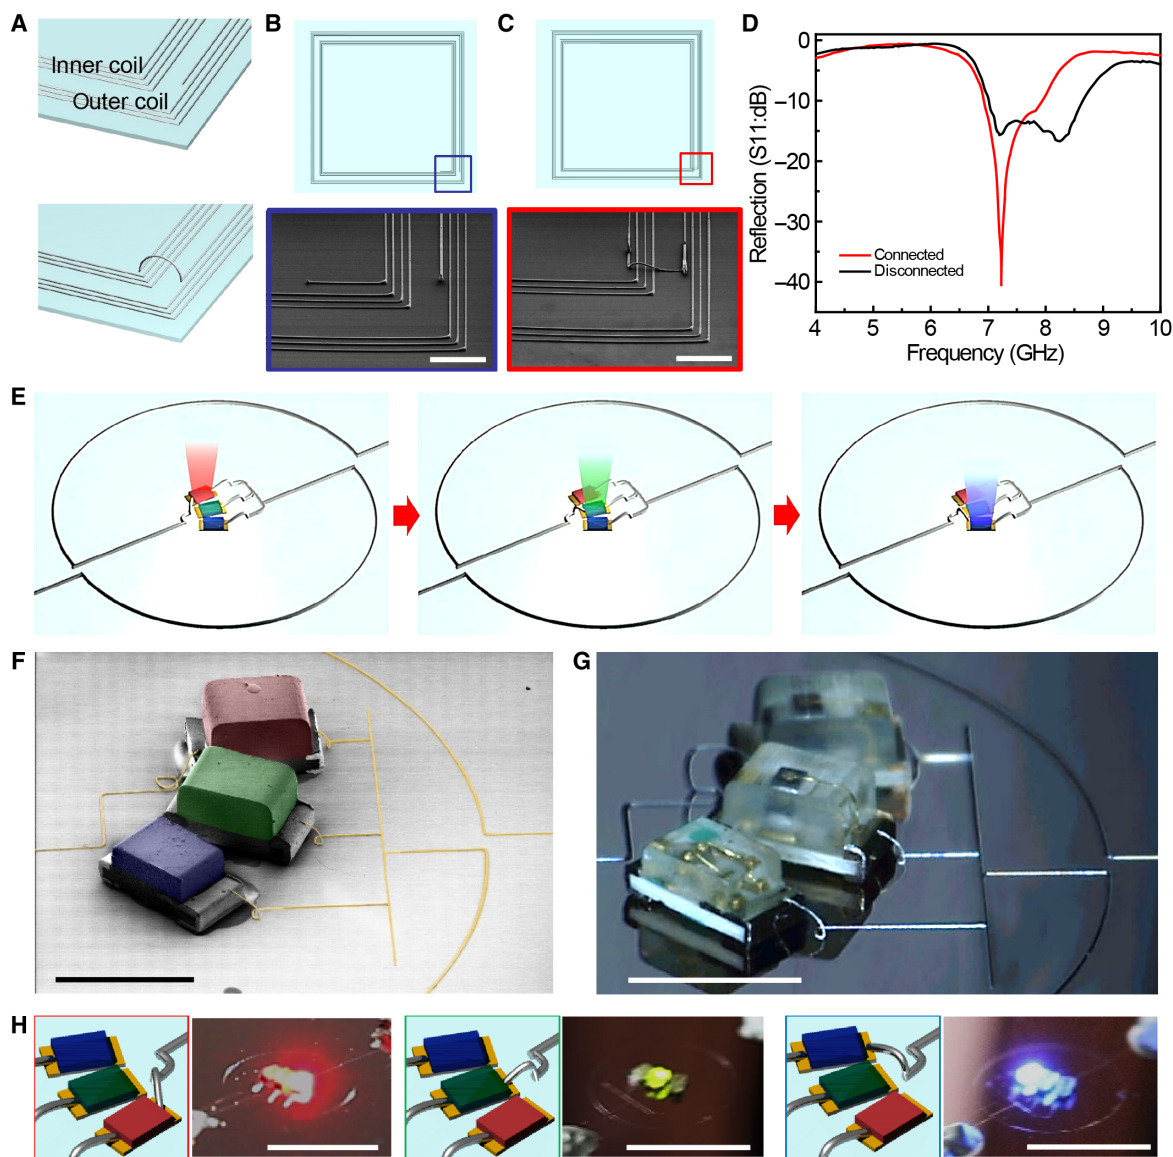 A
B
C
D
Inner coil
Outer coil
0
–10
–20
–30
–40
Reflection (S11:dB)
Connected
Disconnected
4
5
6
7
8
9
10
Frequency (GHz)
E
F
G
H